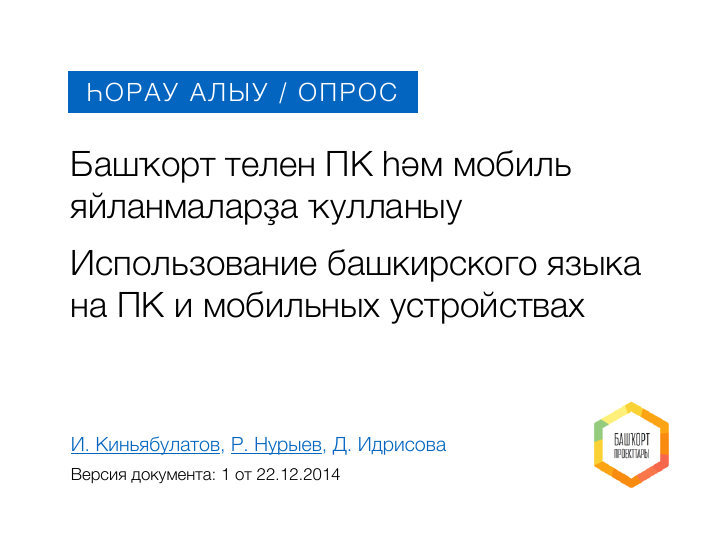 ҺОРАУ АЛЫУ / ОПРОС
Башҡорт телен ПК һәм мобиль
яйланмаларҙа ҡулланыу
Использование башкирского языка
на ПК и мобильных устройствах
И. Киньябулатов, Р. Нурыев, Д. Идрисова
Версия документа: 1 от 22.12.2014
БАШҠОРТ
ПРОЕКТТАРЫ